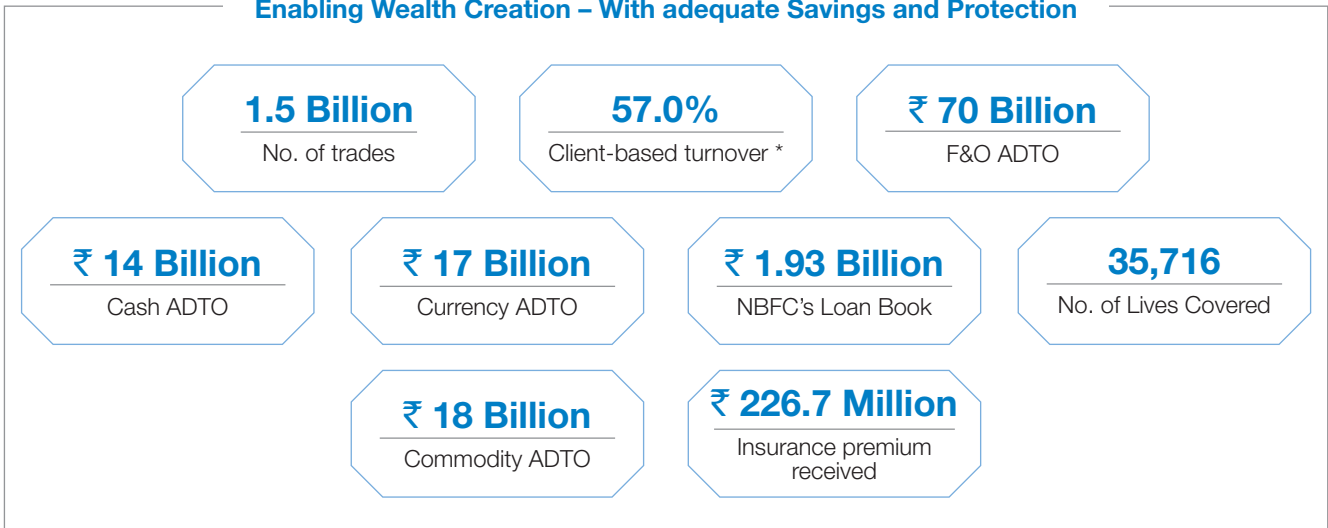 Enabling Wealth Creation – With adequate Savings and Protection
1.5 Billion
No. of trades
57.0%
Client-based turnover *
₹ 70 Billion
F&O ADTO
₹ 14 Billion
Cash ADTO
₹ 17 Billion
Currency ADTO
₹ 1.93 Billion
NBFC's Loan Book
35,716
No. of Lives Covered
₹ 18 Billion
Commodity ADTO
₹ 226.7 Million
Insurance premium
received